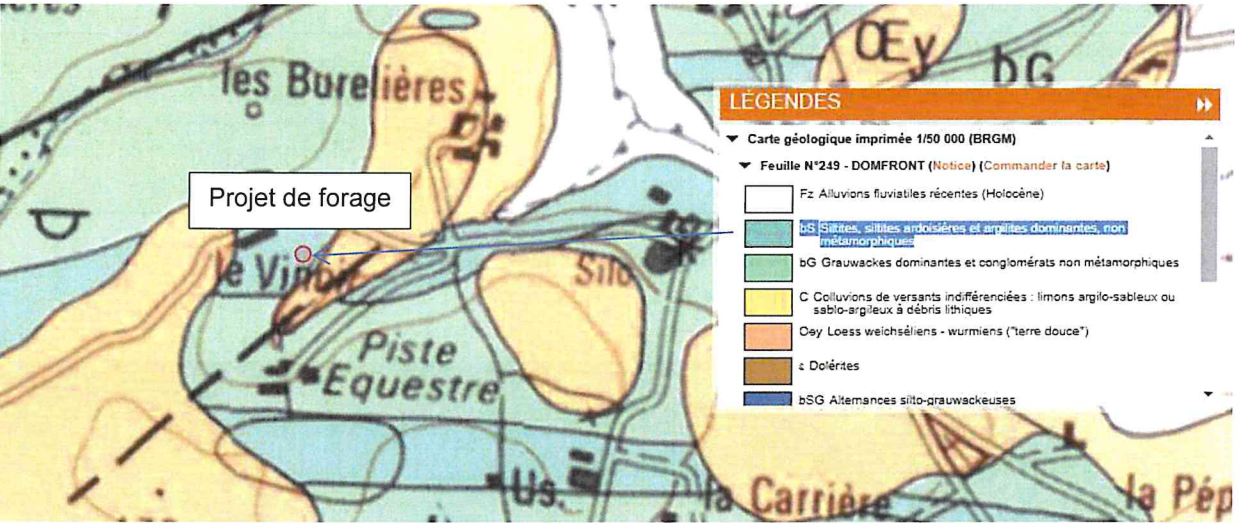 les Burelières
ŒEy
bG
LÉGENDES
Carte géologique imprimée 1/50 000 (BRGM)
Feuille N°249 - DOMFRONT (Notice) (Commander la carte)
Fz Alluvions fluviatiles récentes (Holocène)
bS Siltites, siltites ardoisières et argilites dominantes, non
métamorphiques
bG Grauwackes dominantes et conglomérats non métamorphiques
C Colluvions de versants indifférenciées : limons argilo-sableux ou
sablo-argileux à débris lithiques
Oey Loess weichséliens - wurmiens ("terre douce")
ε Dolérites
bSG Alternances silto-grauwackeuses
Projet de forage
Silo
Piste
Equestre
Us.
la Carrière
la Pép